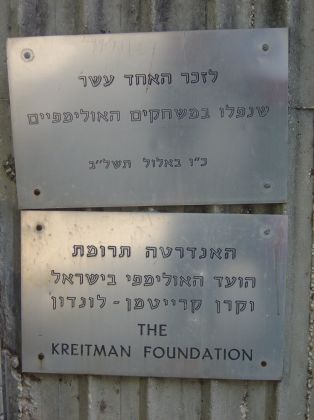 לזכר האחד עשר
שנפלו במשחקים האולימפיים
כ"ו באלול תשל"ב
האנדרטה תרומת
הועד האולימפי בישראל
וקרן קרייטמן - לונדון
THE
KREITMAN FOUNDATION